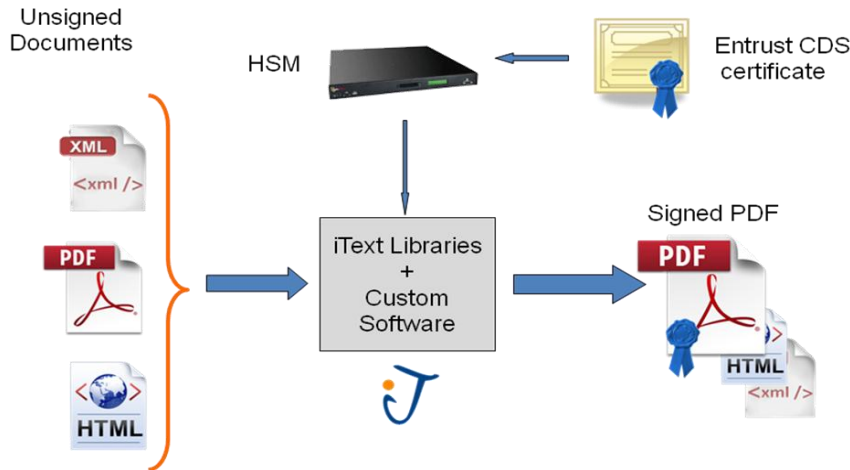 Unsigned
Documents
HSM
Entrust CDS
certificate
XML
<xml />
PDF
HTML
iText Libraries
+
Custom
Software
iT
Signed PDF
PDF
HTML
<xml />